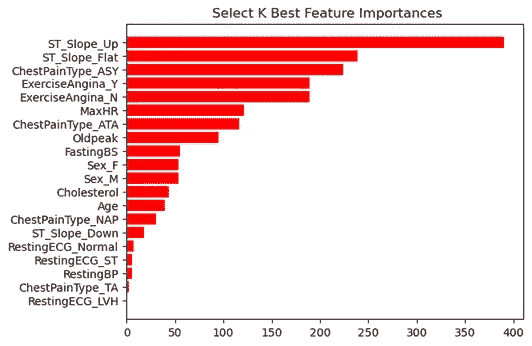 Select K Best Feature Importances
ST_Slope_Up
ST_Slope_Flat
ChestPainType_ASY
ExerciseAngina_Y
ExerciseAngina_N
MaxHR
ChestPainType_ATA
Oldpeak
FastingBS
Sex_F
Sex_M
Cholesterol
Age
ChestPainType_NAP
ST_Slope_Down
RestingECG_Normal
RestingECG_ST
RestingBP
ChestPainType_TA
RestingECG_LVH
0 50 100 150 200 250 300 350 400